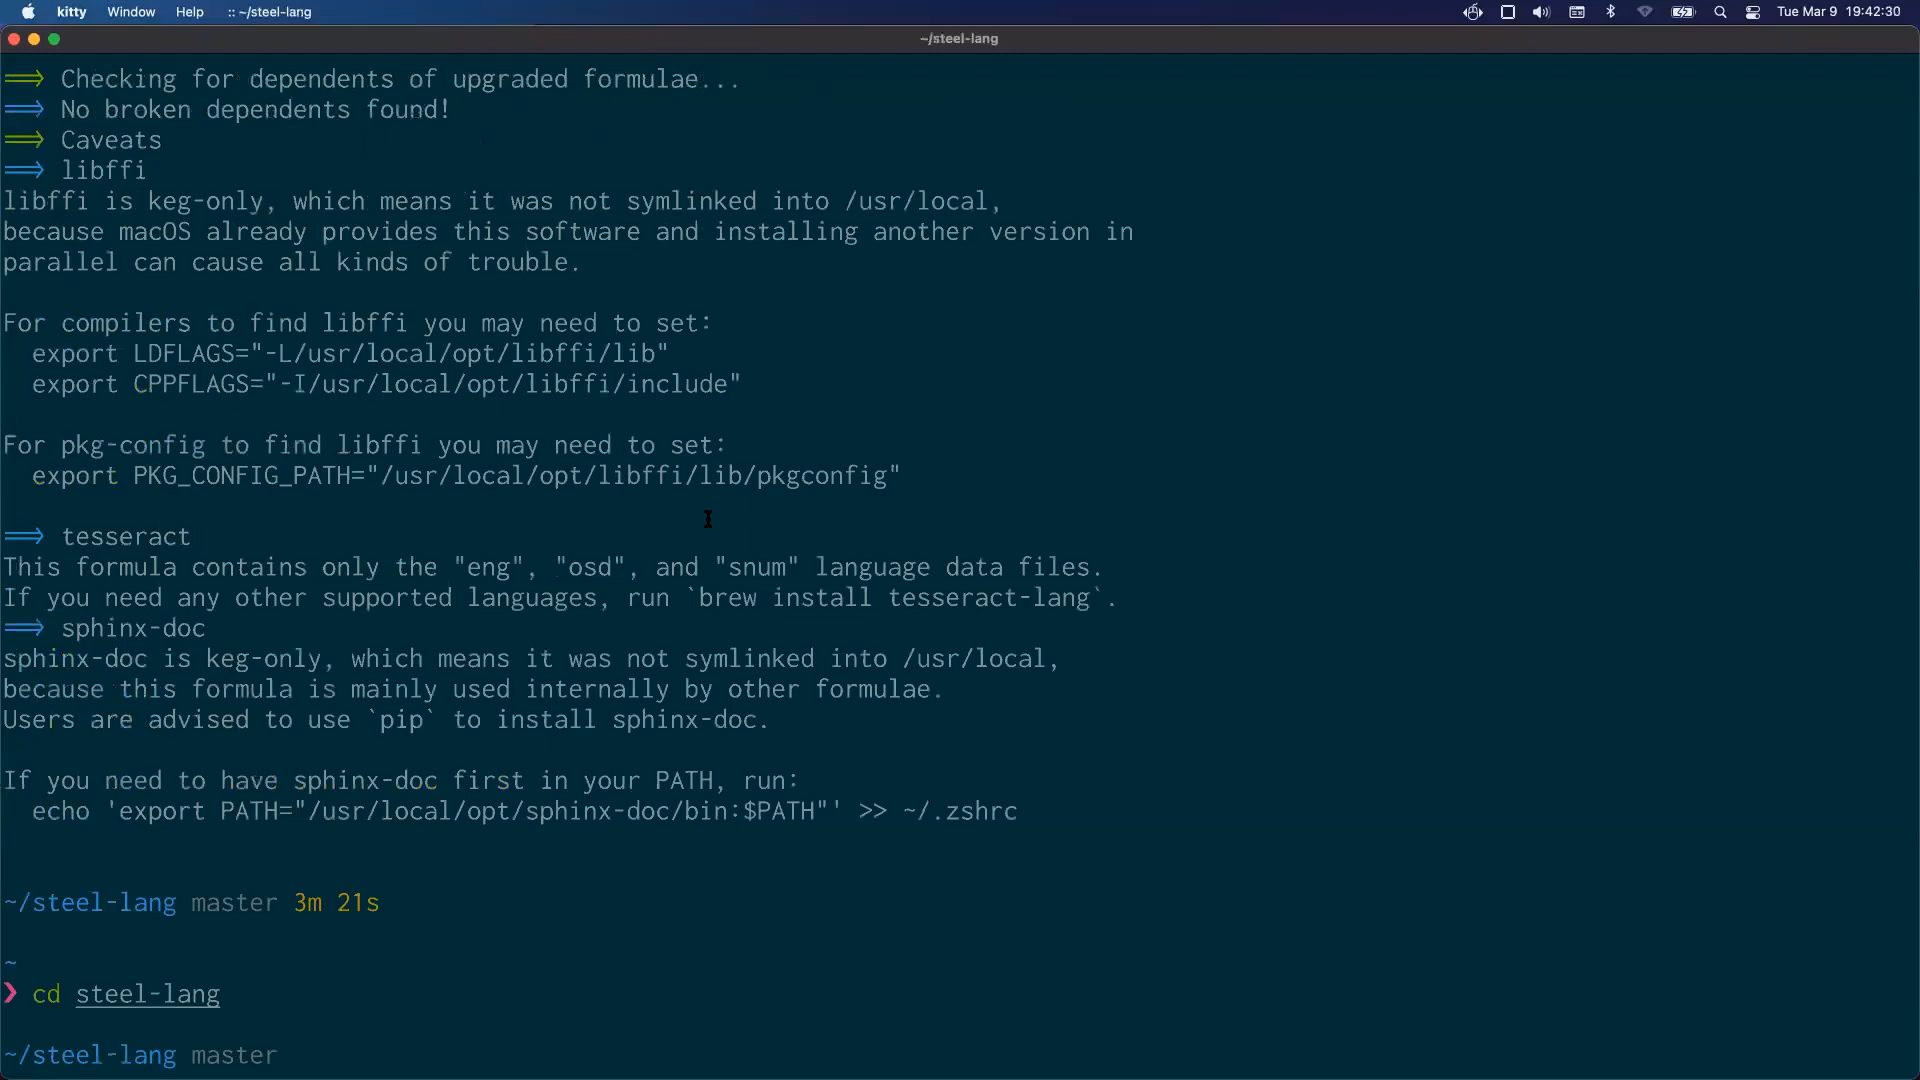 kitty Window Help :: ~/steel-lang Tue Mar 9 19:42:30
~/steel-lang
==> Checking for dependents of upgraded formulae...
==> No broken dependents found!
==> Caveats
==> libffi
libffi is keg-only, which means it was not symlinked into /usr/local,
because macOS already provides this software and installing another version in
parallel can cause all kinds of trouble.
For compilers to find libffi you may need to set:
export LDFLAGS="-L/usr/local/opt/libffi/lib"
export CPPFLAGS="-I/usr/local/opt/libffi/include"
For pkg-config to find libffi you may need to set:
export PKG_CONFIG_PATH="/usr/local/opt/libffi/lib/pkgconfig"
==> tesseract
This formula contains only the "eng", "osd", and "snum" language data files.
If you need any other supported languages, run `brew install tesseract-lang`.
==> sphinx-doc
sphinx-doc is keg-only, which means it was not symlinked into /usr/local,
because this formula is mainly used internally by other formulae.
Users are advised to use `pip` to install sphinx-doc.
If you need to have sphinx-doc first in your PATH, run:
echo 'export PATH="/usr/local/opt/sphinx-doc/bin:$PATH"' >> ~/.zshrc
~/steel-lang master 3m 21s
~
❯ cd steel-lang
~/steel-lang master